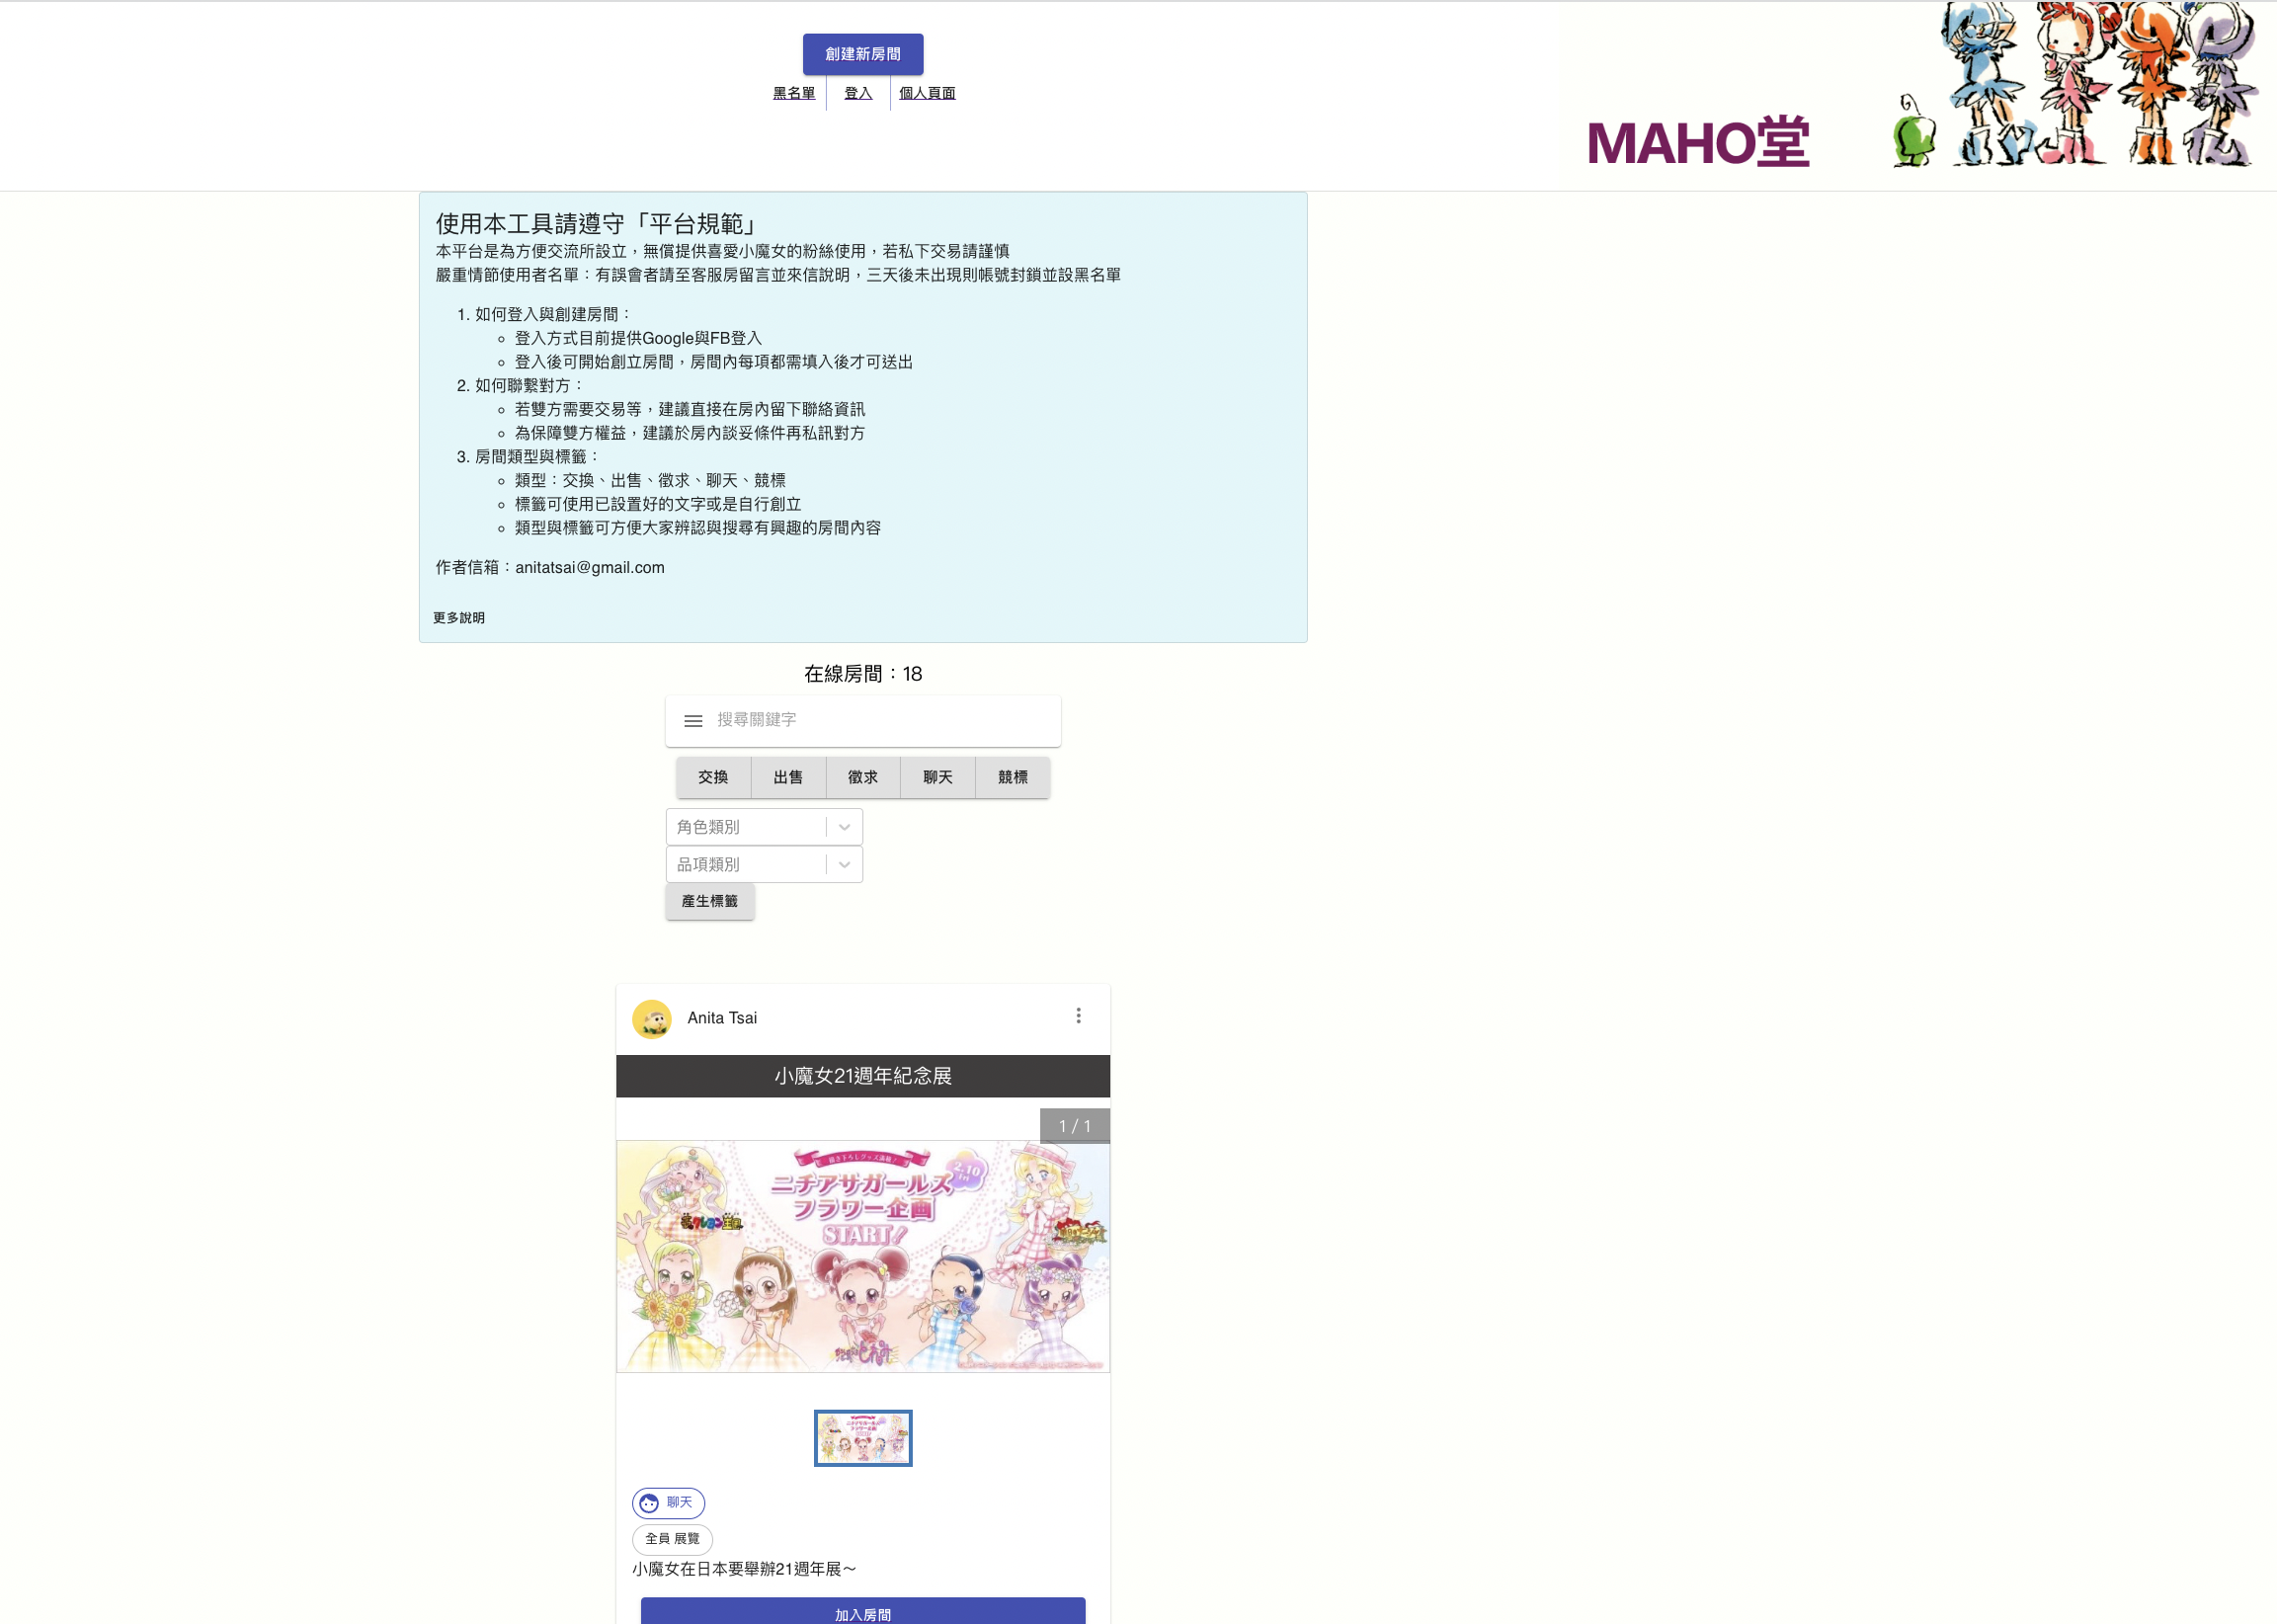 創建新房間
黑名單
登入
個人頁面
MAHO堂
使用本工具請遵守「平台規範」
本平台是為方便交流所設立，無償提供喜愛小魔女的粉絲使用，若私下交易請謹慎
嚴重情節使用者名單：有誤會者請至客服房留言並來信說明，三天後未出現則帳號封鎖並設黑名單
1. 如何登入與創建房間：
登入方式目前提供Google與FB登入
登入後可開始創立房間，房間內每項都需填入後才可送出
2. 如何聯繫對方：
若雙方需要交易等，建議直接在房內留下聯絡資訊
為保障雙方權益，建議於房內談妥條件再私訊對方
3. 房間類型與標籤：
類型：交換、出售、徵求、聊天、競標
標籤可使用已設置好的文字或是自行創立
類型與標籤可方便大家辨認與搜尋有興趣的房間內容
作者信箱：anitatsai@gmail.com
更多說明
在線房間：18
搜尋關鍵字
交換
出售
徵求
聊天
競標
角色類別
品項類別
產生標籤
Anita Tsai
小魔女21週年紀念展
1 / 1
2.10
ニチアサガールズ
フラワー企画
START!
聊天
全員 展覽
小魔女在日本要舉辦21週年展～
加入房間